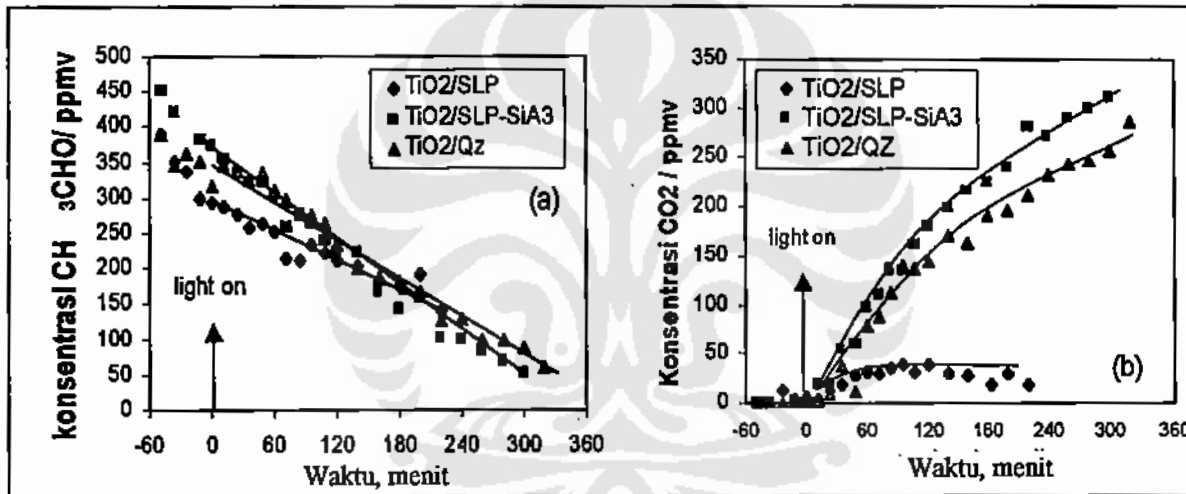 konsentrasi CH 3CHO/ ppmv
500
450
400
350
300
250
200
150
100
50
0
-60 0 60 120 180 240 300 360
Waktu, menit
TiO2/SLP
TiO2/SLP-SiA3
TiO2/Qz
(a)
light on
Konsentrasi CO2 / ppmv
350
300
250
200
150
100
50
0
-60 0 60 120 180 240 300 360
Waktu, menit
TiO2/SLP
TiO2/SLP-SiA3
TiO2/QZ
light on
(b)